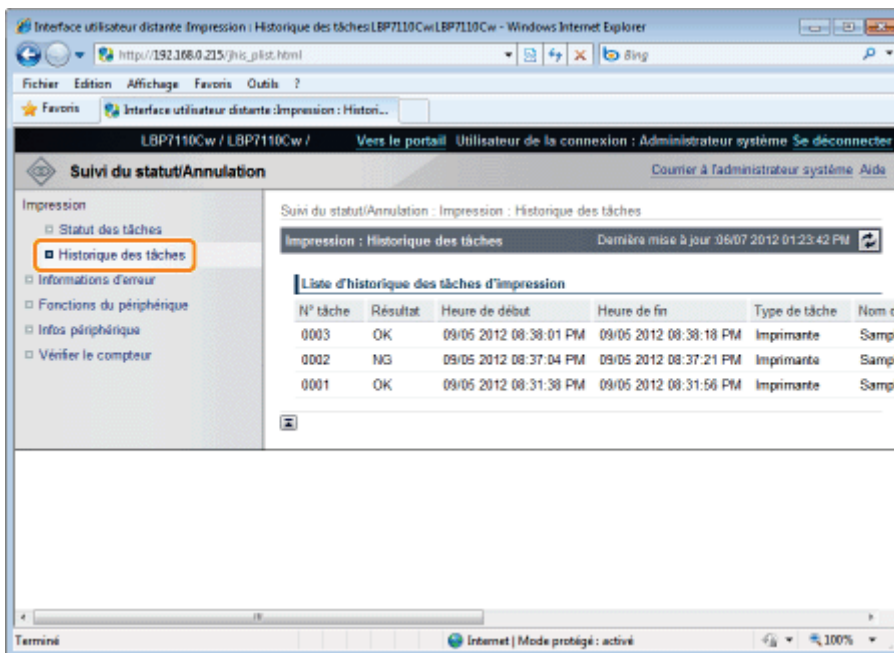 Interface utilisateur distante :Impression : Historique des tâches:LBP7110Cw:LBP7110Cw - Windows Internet Explorer
http://192.168.0.215/jhis_plist.html
Bing
Fichier Edition Affichage Favoris Outils ?
Favoris Interface utilisateur distante :Impression : Histori...
LBP7110Cw / LBP7110Cw / Vers le portail Utilisateur de la connexion : Administrateur système Se déconnecter
Suivi du statut/Annulation Courrier à l'administrateur système Aide
Impression
Statut des tâches
Historique des tâches
Informations d'erreur
Fonctions du périphérique
Infos périphérique
Vérifier le compteur
Suivi du statut/Annulation : Impression : Historique des tâches
Impression : Historique des tâches Dernière mise à jour :06/07 2012 01:23:42 PM
Liste d'historique des tâches d'impression
N° tâche Résultat Heure de début Heure de fin Type de tâche Nom
0003 OK 09/05 2012 08:38:01 PM 09/05 2012 08:38:18 PM Imprimante Samp
0002 NG 09/05 2012 08:37:04 PM 09/05 2012 08:37:21 PM Imprimante Samp
0001 OK 09/05 2012 08:31:38 PM 09/05 2012 08:31:56 PM Imprimante Samp
Terminé Internet | Mode protégé : activé 100%